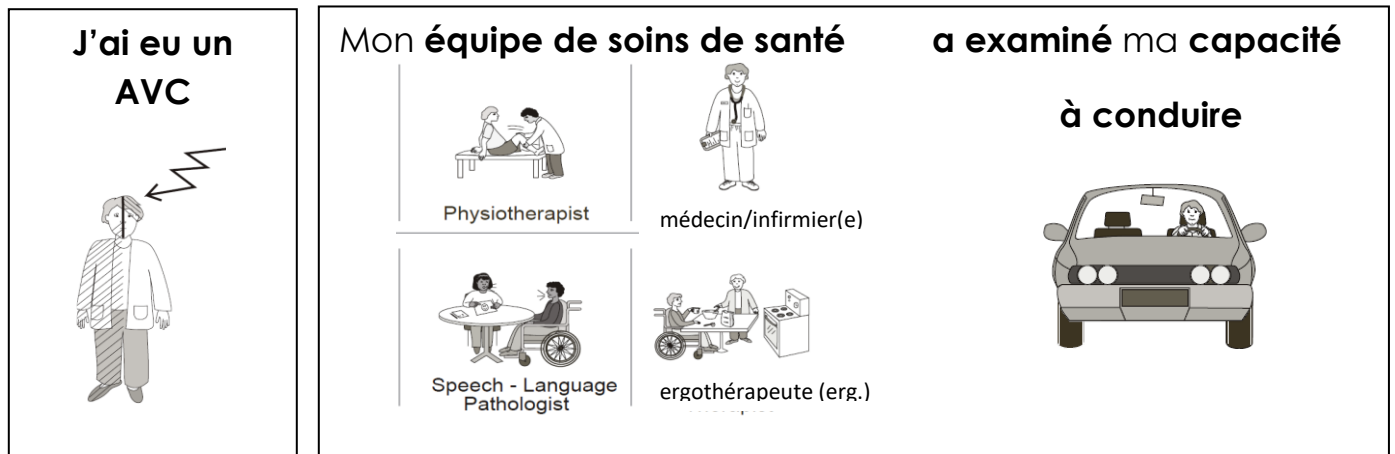 J'ai eu un
AVC
Mon équipe de soins de santé a examiné ma capacité
à conduire
Physiotherapist
médecin/infirmier(e)
Speech - Language
Pathologist
ergothérapeute (erg.)